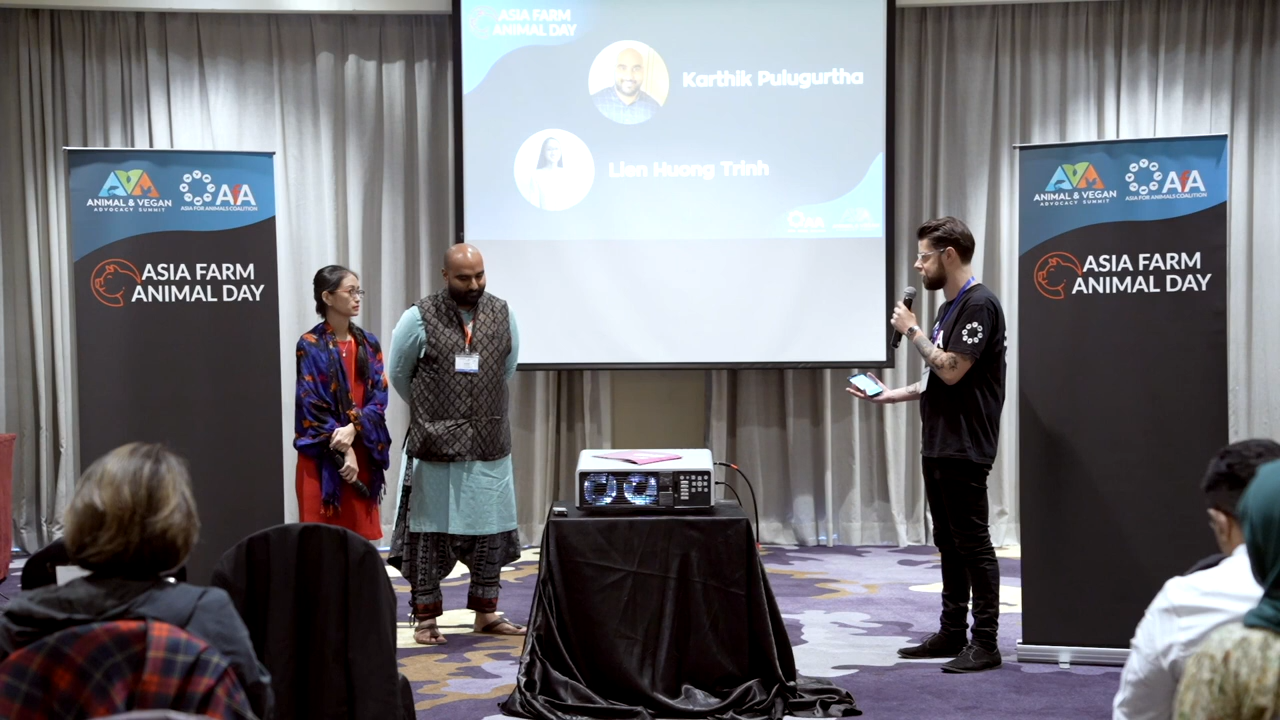 ASIA FARM
ANIMAL DAY
Karthik Pulugurtha
Lien Huong Trinh
ANIMAL & VEGAN
ADVOCACY SUMMIT
AfA
ASIA FOR ANIMALS COALITION
ASIA FARM
ANIMAL DAY
ANIMAL & VEGAN
ADVOCACY SUMMIT
AfA
ASIA FOR ANIMALS COALITION
ASIA FARM
ANIMAL DAY